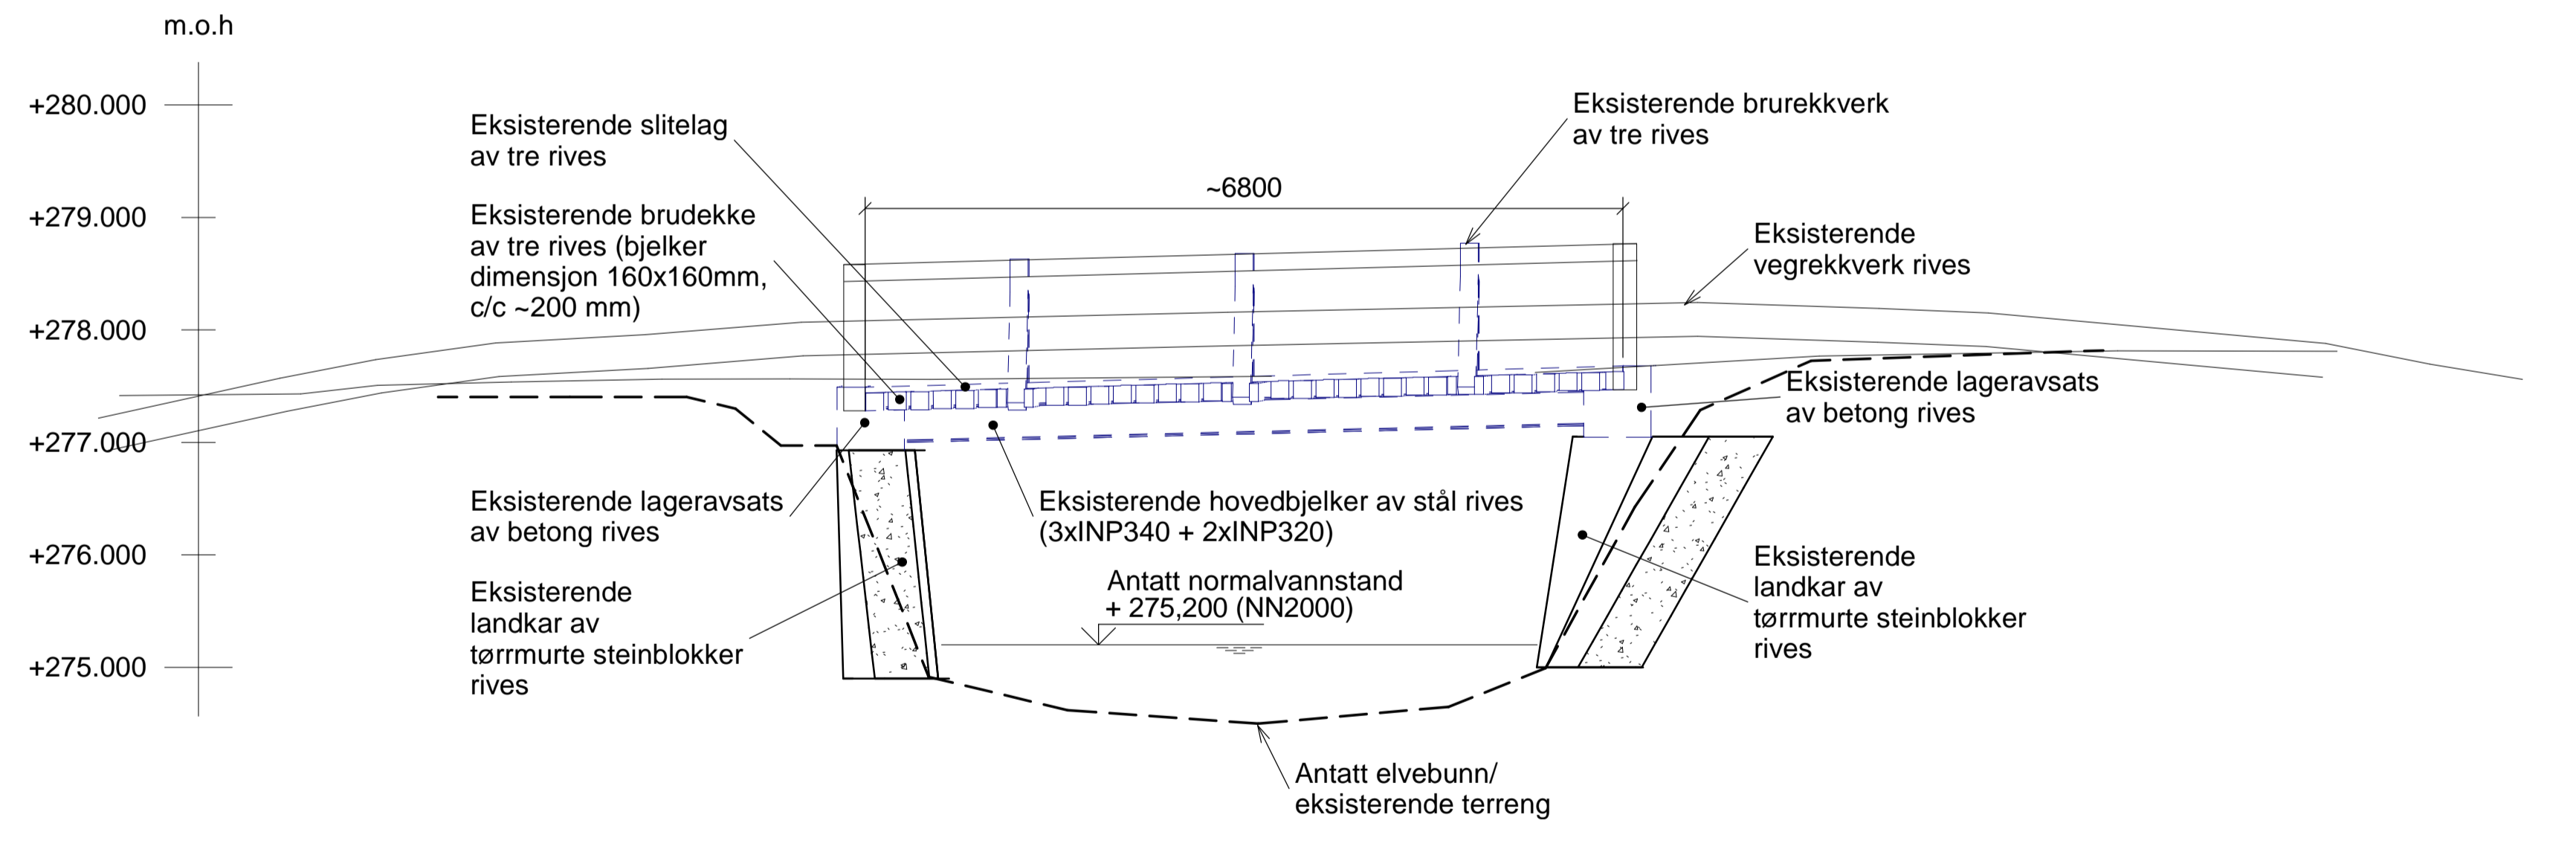 m.o.h
+280.000
+279.000
+278.000
+277.000
+276.000
+275.000
Eksisterende slitelag
av tre rives
Eksisterende brudekke
av tre rives (bjelker
dimensjon 160x160mm,
c/c ~200 mm)
Eksisterende lageravsats
av betong rives
Eksisterende
landkar av
tørrmurte steinblokker
rives
~6800
Eksisterende hovedbjelker av stål rives
(3xINP340 + 2xINP320)
Antatt normalvannstand
+ 275,200 (NN2000)
Antatt elvebunn/
eksisterende terreng
Eksisterende brurekkverk
av tre rives
Eksisterende
vegrekkverk rives
Eksisterende lageravsats
av betong rives
Eksisterende
landkar av
tørrmurte steinblokker
rives